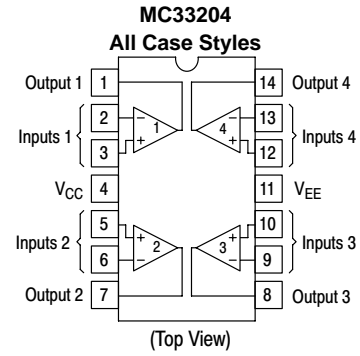 MC33204
All Case Styles
Output 1 1 14 Output 4
2 − − 13
Inputs 1 1 4 Inputs 4
3 + + 12
VCC 4 11 VEE
5 + + 10
Inputs 2 2 3 Inputs 3
6 − − 9
Output 2 7 8 Output 3
(Top View)